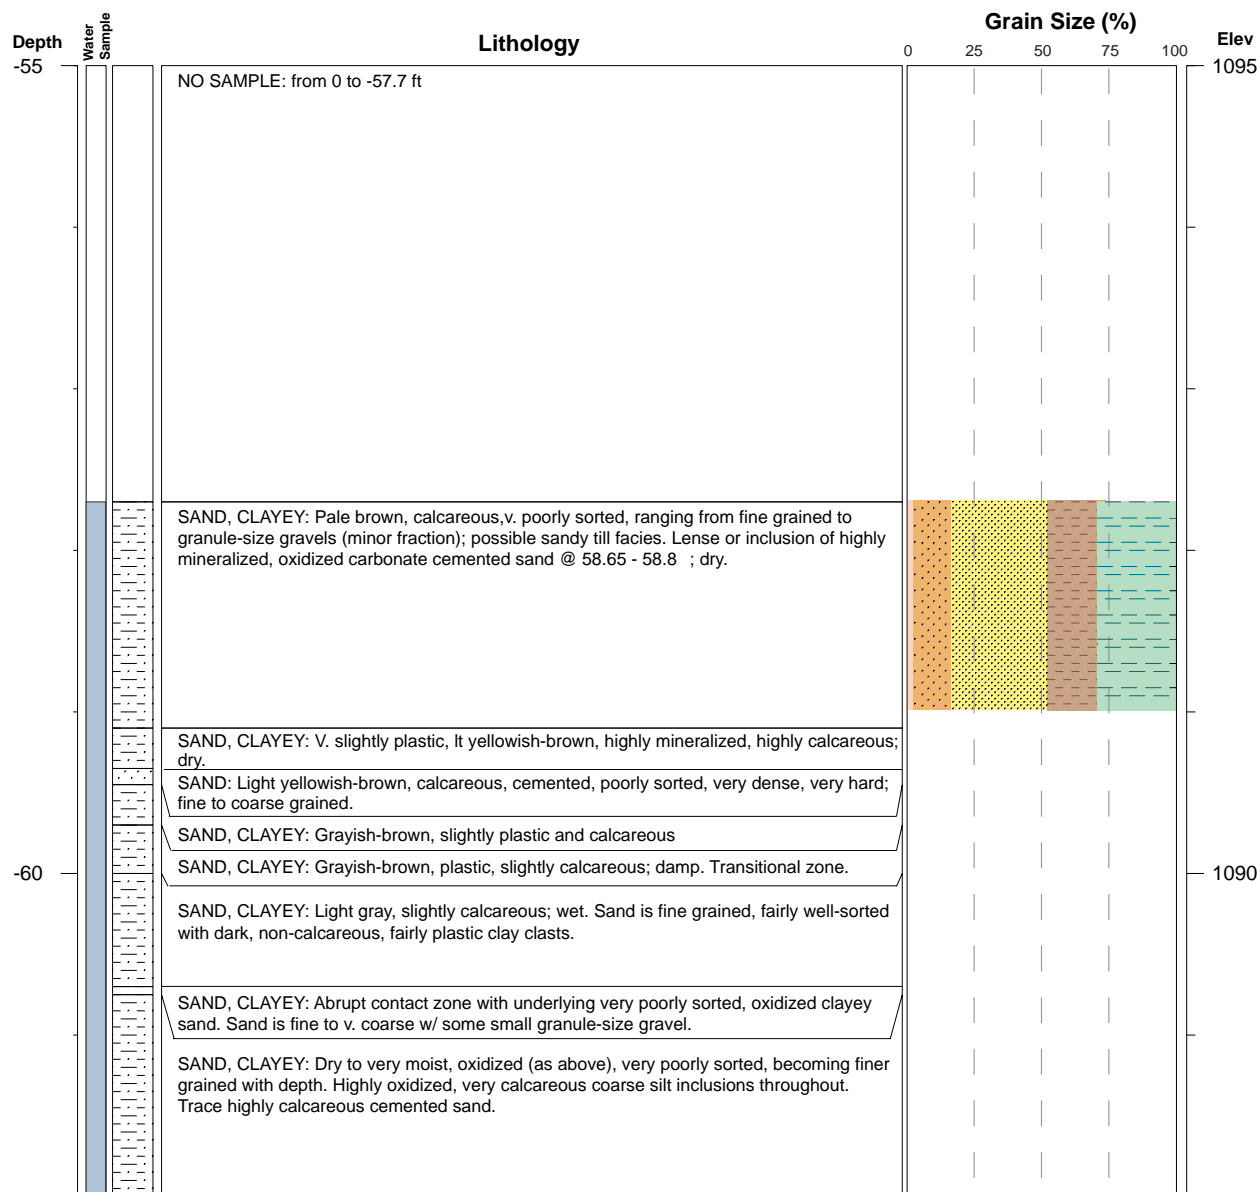 Grain Size (%)
Depth
Water
Sample
Lithology
0 25 50 75 100
Elev
-55
1095
NO SAMPLE: from 0 to -57.7 ft
SAND, CLAYEY: Pale brown, calcareous,v. poorly sorted, ranging from fine grained to
granule-size gravels (minor fraction); possible sandy till facies. Lense or inclusion of highly
mineralized, oxidized carbonate cemented sand @ 58.65 - 58.8 ; dry.
SAND, CLAYEY: V. slightly plastic, lt yellowish-brown, highly mineralized, highly calcareous;
dry.
SAND: Light yellowish-brown, calcareous, cemented, poorly sorted, very dense, very hard;
fine to coarse grained.
SAND, CLAYEY: Grayish-brown, slightly plastic and calcareous
-60
SAND, CLAYEY: Grayish-brown, plastic, slightly calcareous; damp. Transitional zone.
1090
SAND, CLAYEY: Light gray, slightly calcareous; wet. Sand is fine grained, fairly well-sorted
with dark, non-calcareous, fairly plastic clay clasts.
SAND, CLAYEY: Abrupt contact zone with underlying very poorly sorted, oxidized clayey
sand. Sand is fine to v. coarse w/ some small granule-size gravel.
SAND, CLAYEY: Dry to very moist, oxidized (as above), very poorly sorted, becoming finer
grained with depth. Highly oxidized, very calcareous coarse silt inclusions throughout.
Trace highly calcareous cemented sand.